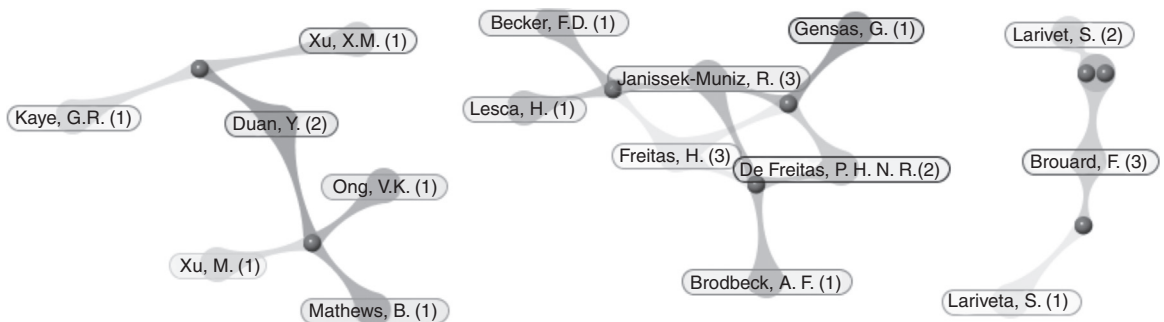 Xu, X.M. (1)
Kaye, G.R. (1)
Duan, Y. (2)
Ong, V.K. (1)
Xu, M. (1)
Mathews, B. (1)
Becker, F.D. (1)
Gensas, G. (1)
Janissek-Muniz, R. (3)
Lesca, H. (1)
Freitas, H. (3)
De Freitas, P. H. N. R.(2)
Brodbeck, A. F. (1)
Larivet, S. (2)
Brouard, F. (3)
Lariveta, S. (1)